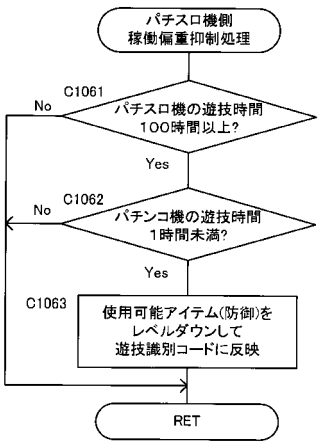 パチスロ機側
稼働偏重抑制処理
C1061
No
パチスロ機の遊技時間
100時間以上?
Yes
C1062
No
パチンコ機の遊技時間
1時間未満?
Yes
C1063
使用可能アイテム(防御)を
レベルダウンして
遊技識別コードに反映
RET